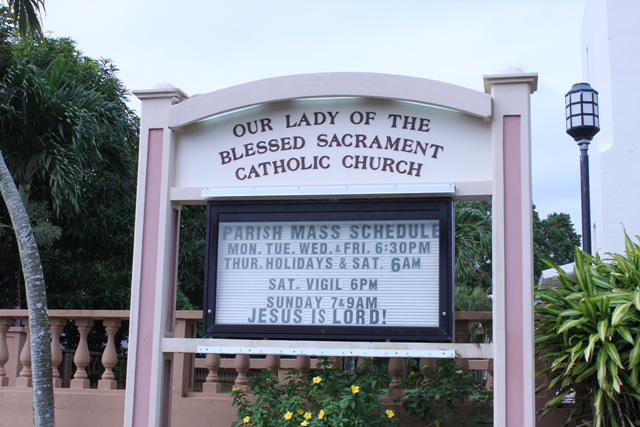 OUR LADY OF THE
BLESSED SACRAMENT
CATHOLIC CHURCH
PARISH MASS SCHEDULE
MON. TUE. WED. & FRI. 6:30PM
THUR. HOLIDAYS & SAT. 6AM
SAT. VIGIL 6PM
SUNDAY 7&9AM
JESUS IS LORD!